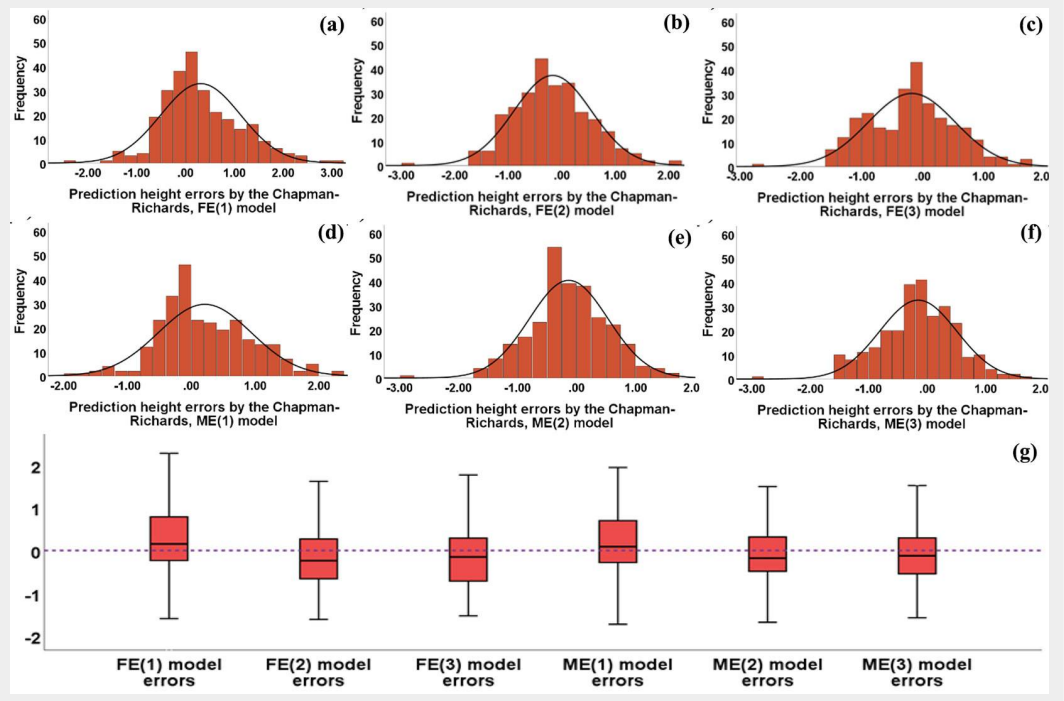 (a)
60
50
40
30
20
10
0
Frequency
-2.00 -1.00 .00 1.00 2.00 3.00
Prediction height errors by the Chapman-
Richards, FE(1) model
(b)
60
50
40
30
20
10
0
Frequency
-3.00 -2.00 -1.00 .00 1.00 2.00
Prediction height errors by the Chapman-
Richards, FE(2) model
(c)
60
50
40
30
20
10
0
Frequency
-3.00 -2.00 -1.00 .00 1.00 2.0
Prediction height errors by the Chapman-
Richards, FE(3) model
(d)
60
50
40
30
20
10
0
Frequency
-2.00 -1.00 .00 1.00 2.00
Prediction height errors by the Chapman-
Richards, ME(1) model
(e)
60
50
40
30
20
10
0
Frequency
-3.00 -2.00 -1.00 .00 1.00 2.0
Prediction height errors by the Chapman-
Richards, ME(2) model
(f)
60
50
40
30
20
10
0
Frequency
-3.00 -2.00 -1.00 .00 1.00 2.0
Prediction height errors by the Chapman-
Richards, ME(3) model
(g)
2
1
0
-1
-2
FE(1) model FE(2) model FE(3) model ME(1) model ME(2) model ME(3) model
errors errors errors errors errors errors